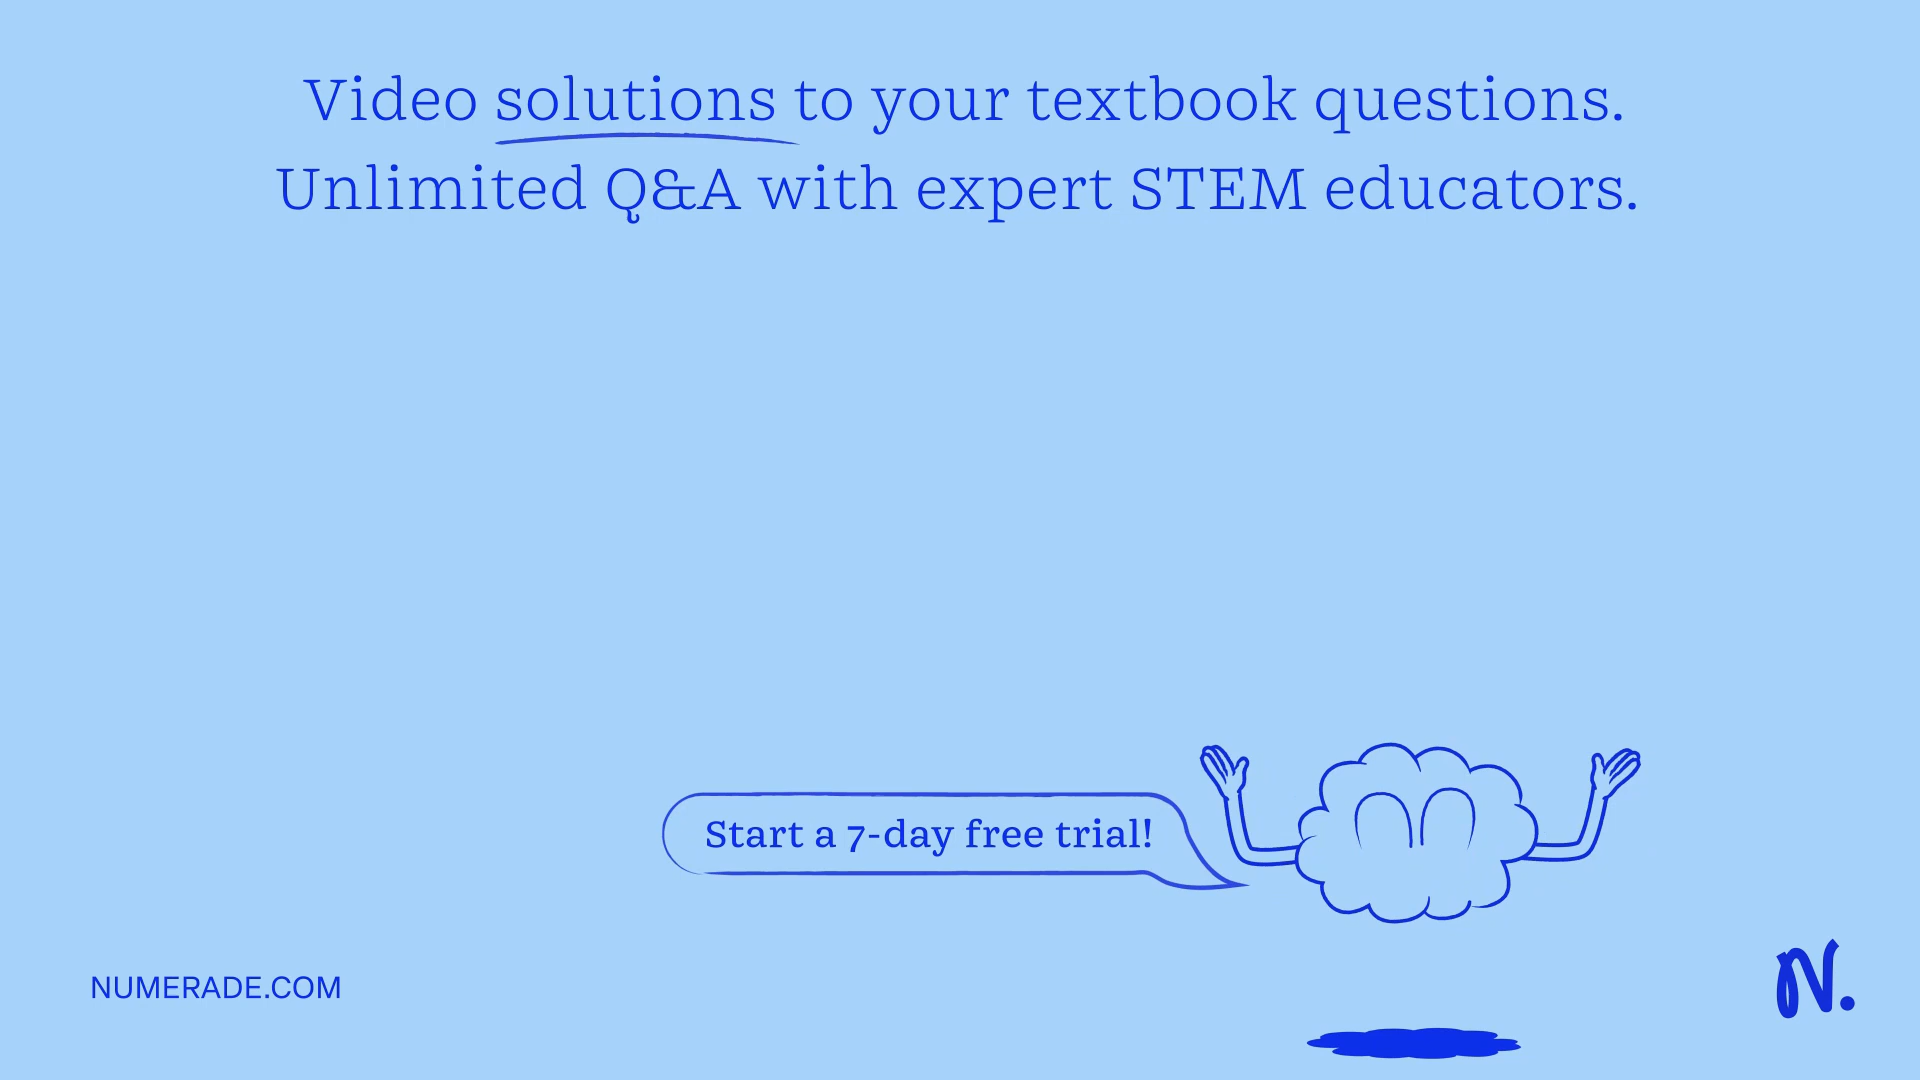 Video solutions to your textbook questions.
Unlimited Q&A with expert STEM educators.
Start a 7-day free trial!
NUMERADE.COM
N.